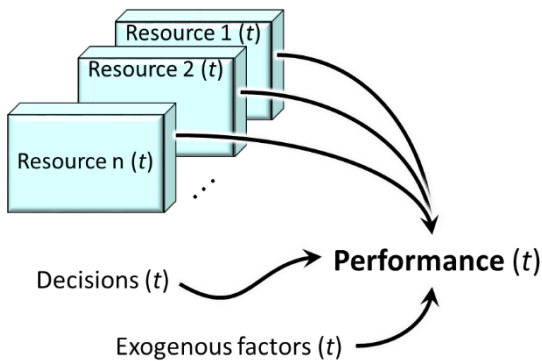 Resource 1 (t)
Resource 2 (t)
Resource n (t)
...
Performance (t)
Decisions (t)
Exogenous factors (t)